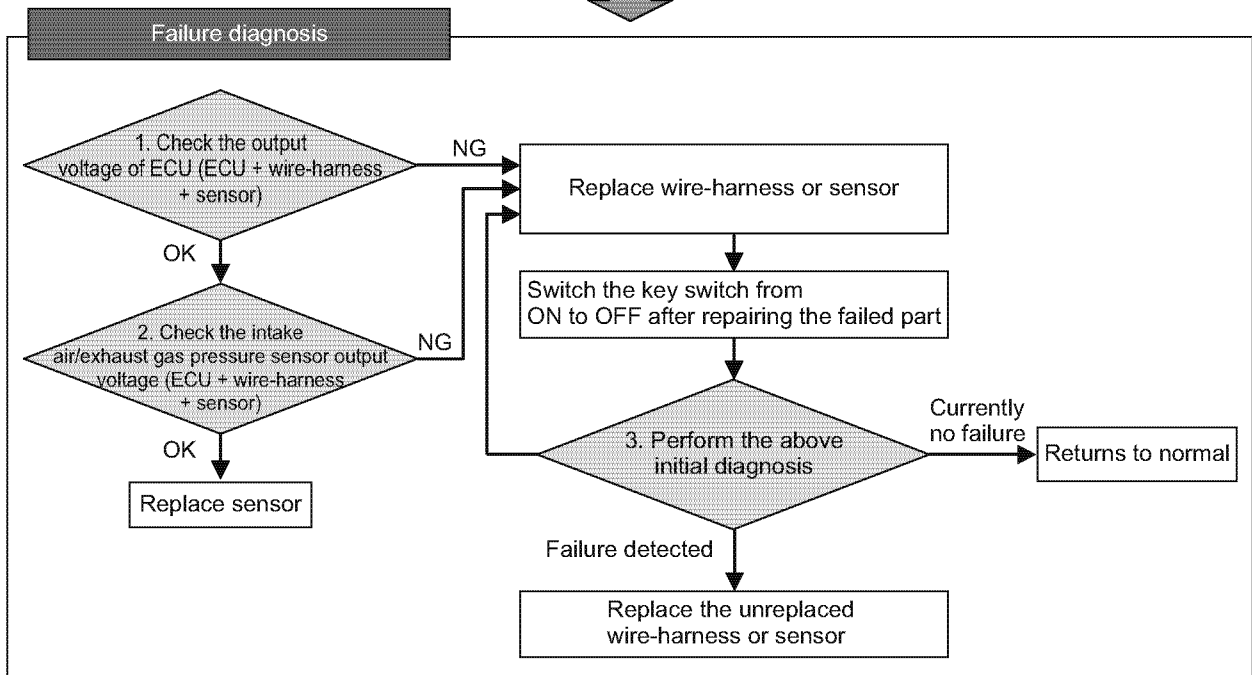 Failure diagnosis
1. Check the output
voltage of ECU (ECU + wire-harness
+ sensor)
NG
OK
2. Check the intake
air/exhaust gas pressure sensor output
voltage (ECU + wire-harness
+ sensor)
NG
OK
Replace sensor
Replace wire-harness or sensor
Switch the key switch from
ON to OFF after repairing the failed part
3. Perform the above
initial diagnosis
Currently
no failure
Returns to normal
Failure detected
Replace the unreplaced
wire-harness or sensor